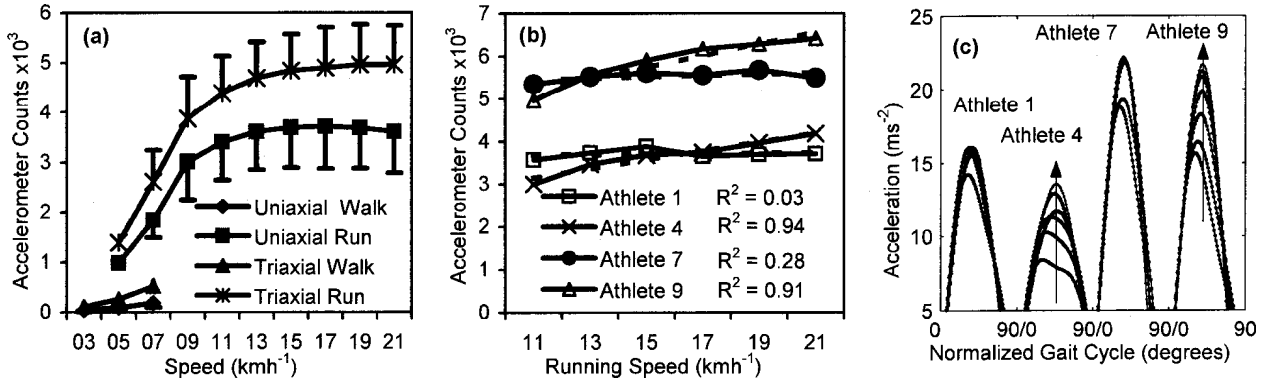 (a)
Accelerometer Counts x10³
7
6
5
4
3
2
1
0
Uniaxial Walk
Uniaxial Run
Triaxial Walk
Triaxial Run
03 05 07 09 11 13 15 17 19 21
Speed (kmh⁻¹)
(b)
Accelerometer Counts x10³
7
6
5
4
3
2
1
0
Athlete 1 R² = 0.03
Athlete 4 R² = 0.94
Athlete 7 R² = 0.28
Athlete 9 R² = 0.91
11 13 15 17 19 21
Running Speed (kmh⁻¹)
(c)
Acceleration (ms⁻²)
25
20
15
10
5
Athlete 7 Athlete 9
Athlete 1
Athlete 4
0 90/0 90/0 90/0 90
Normalized Gait Cycle (degrees)